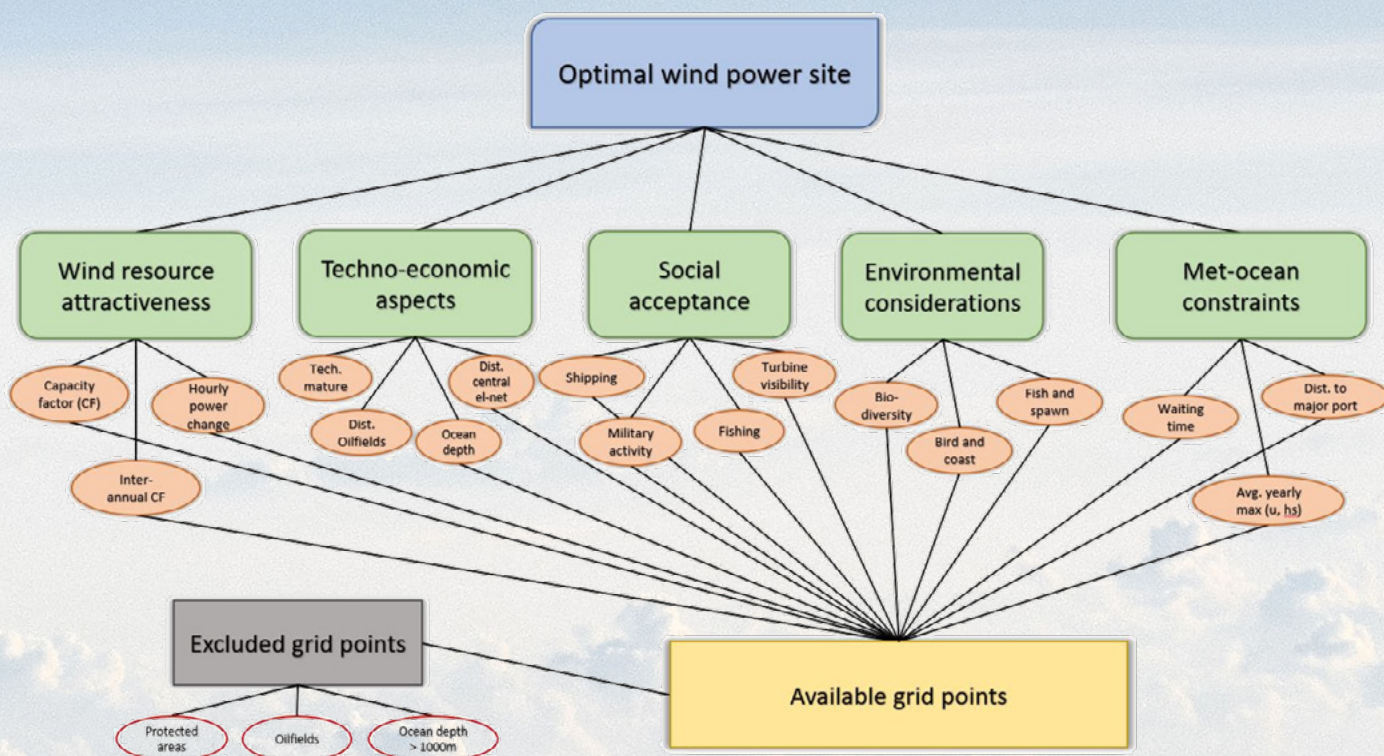 Optimal wind power site
Wind resource
attractiveness
Techno-economic
aspects
Social
acceptance
Environmental
considerations
Met-ocean
constraints
Capacity
factor (CF)
Hourly
power
change
Inter-
annual CF
Tech.
mature
Dist.
central
el-net
Dist.
Oilfields
Ocean
depth
Shipping
Turbine
visibility
Military
activity
Fishing
Bio-
diversity
Fish and
spawn
Bird and
coast
Waiting
time
Dist. to
major port
Avg. yearly
max (u, hs)
Excluded grid points
Available grid points
Protected
areas
Oilfields
Ocean depth
> 1000m